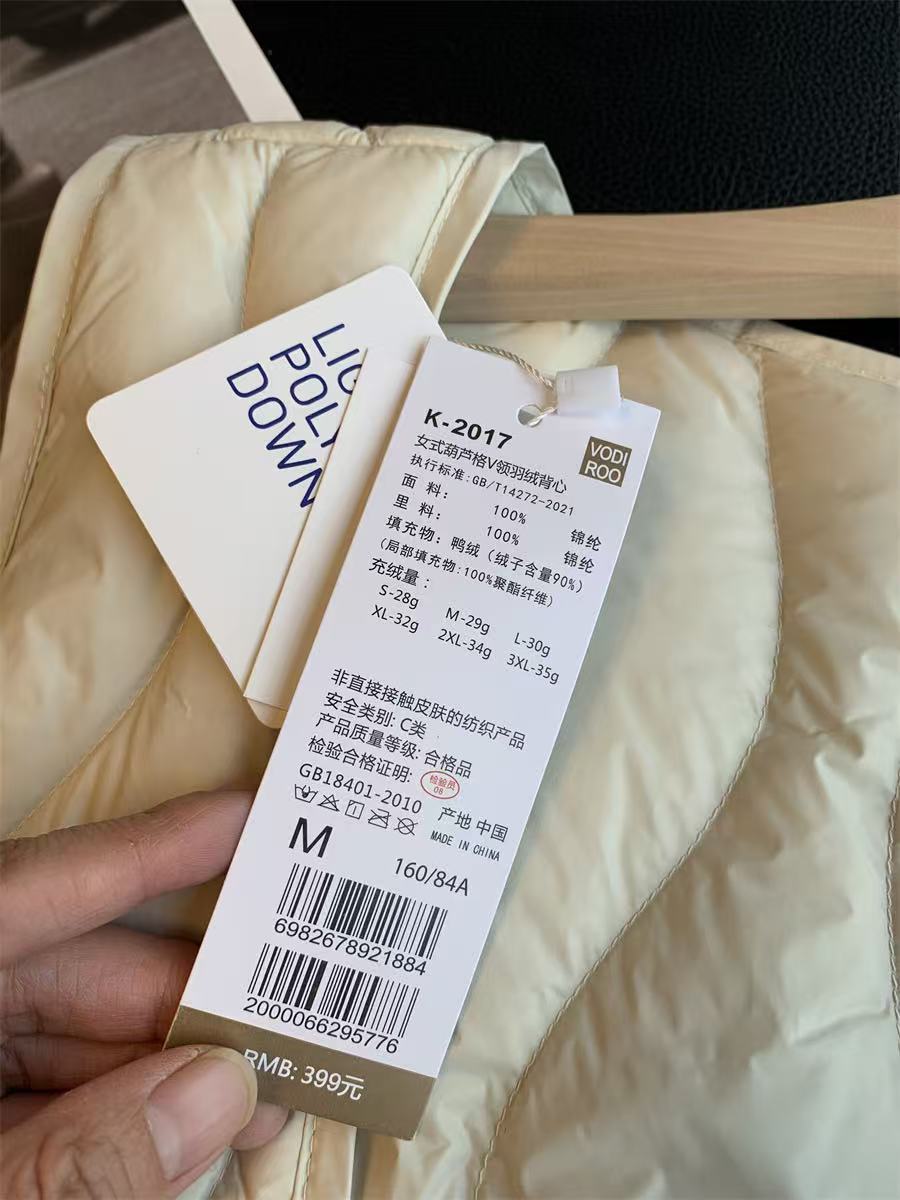 DOWN
K-2017
VODI
ROO
女式葫芦格V领羽绒背心
执行标准:GB/T14272-2021
面 料: 100% 锦纶
里 料: 100% 锦纶
填充物: 鸭绒(绒子含量90%)
(局部填充物:100%聚酯纤维)
充绒量:
S-28g M-29g L-30g
XL-32g 2XL-34g 3XL-35g
非直接接触皮肤的纺织产品
安全类别: C类
产品质量等级: 合格品
检验合格证明: 检验员
08
GB18401-2010 产地 中国
MADE IN CHINA
M 160/84A
6982678921884
2000066295776
RMB: 399元